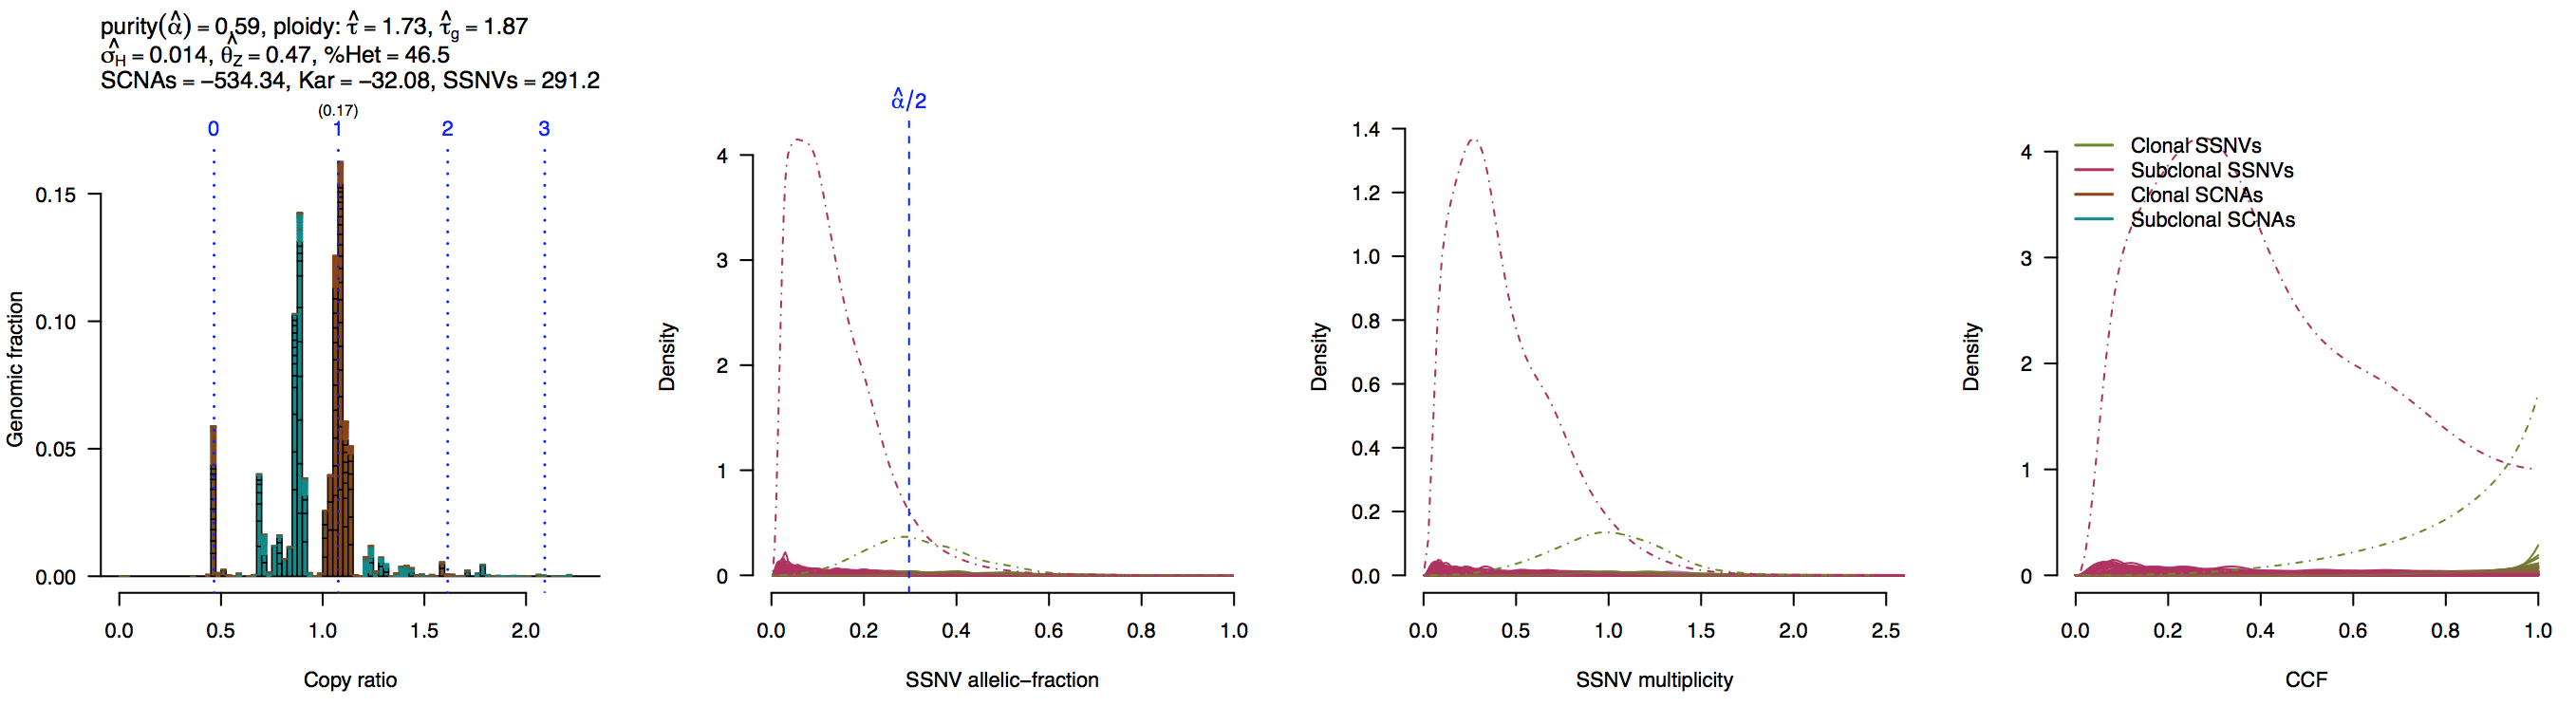 purity(α̂) = 0.59, ploidy: τ̂ = 1.73, τ̂g = 1.87
σ̂H = 0.014, θ̂Z = 0.47, %Het = 46.5
SCNAs = −534.34, Kar = −32.08, SSNVs = 291.2
(0.17)
0 1 2 3
Genomic fraction
0.15
0.10
0.05
0.00
0.0 0.5 1.0 1.5 2.0
Copy ratio
α̂/2
Density
4
3
2
1
0
0.0 0.2 0.4 0.6 0.8 1.0
SSNV allelic−fraction
Density
1.4
1.2
1.0
0.8
0.6
0.4
0.2
0.0
0.0 0.5 1.0 1.5 2.0 2.5
SSNV multiplicity
Density
4
3
2
1
0
Clonal SSNVs
Subclonal SSNVs
Clonal SCNAs
Subclonal SCNAs
0.0 0.2 0.4 0.6 0.8 1.0
CCF